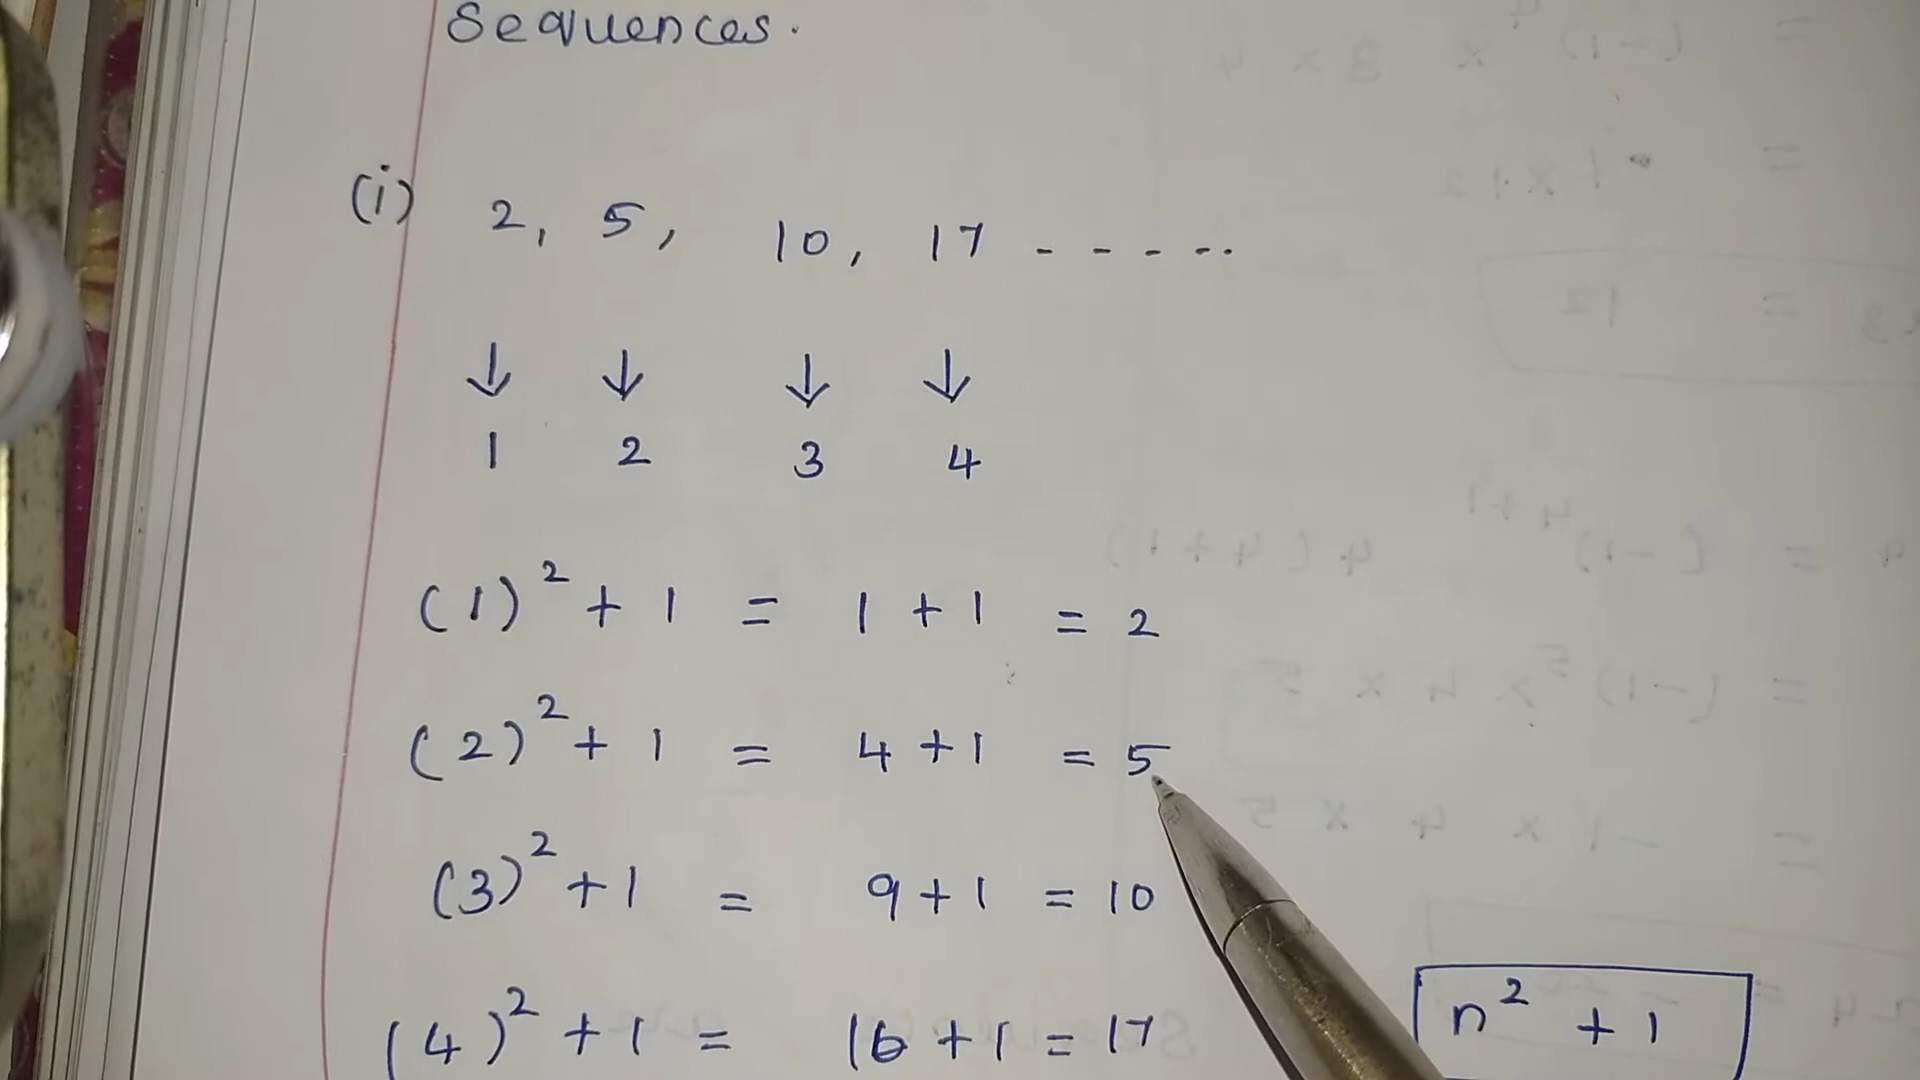 Sequences.
(i) 2, 5, 10, 17 - - - - ..
↓ ↓ ↓ ↓
1 2 3 4
(1)² + 1 = 1 + 1 = 2
(2)² + 1 = 4 + 1 = 5
(3)² + 1 = 9 + 1 = 10
(4)² + 1 = 16 + 1 = 17
n² + 1